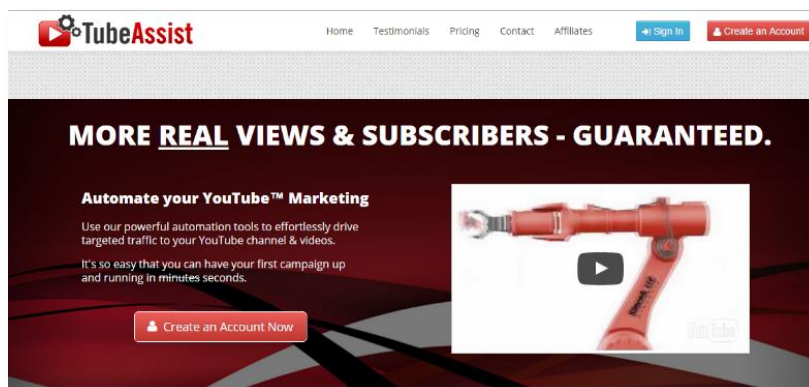 TubeAssist
Home Testimonials Pricing Contact Affiliates Sign In Create an Account
MORE REAL VIEWS & SUBSCRIBERS - GUARANTEED.
Automate your YouTube™ Marketing
Use our powerful automation tools to effortlessly drive
targeted traffic to your YouTube channel & videos.
It's so easy that you can have your first campaign up
and running in minutes seconds.
Create an Account Now
YouTube